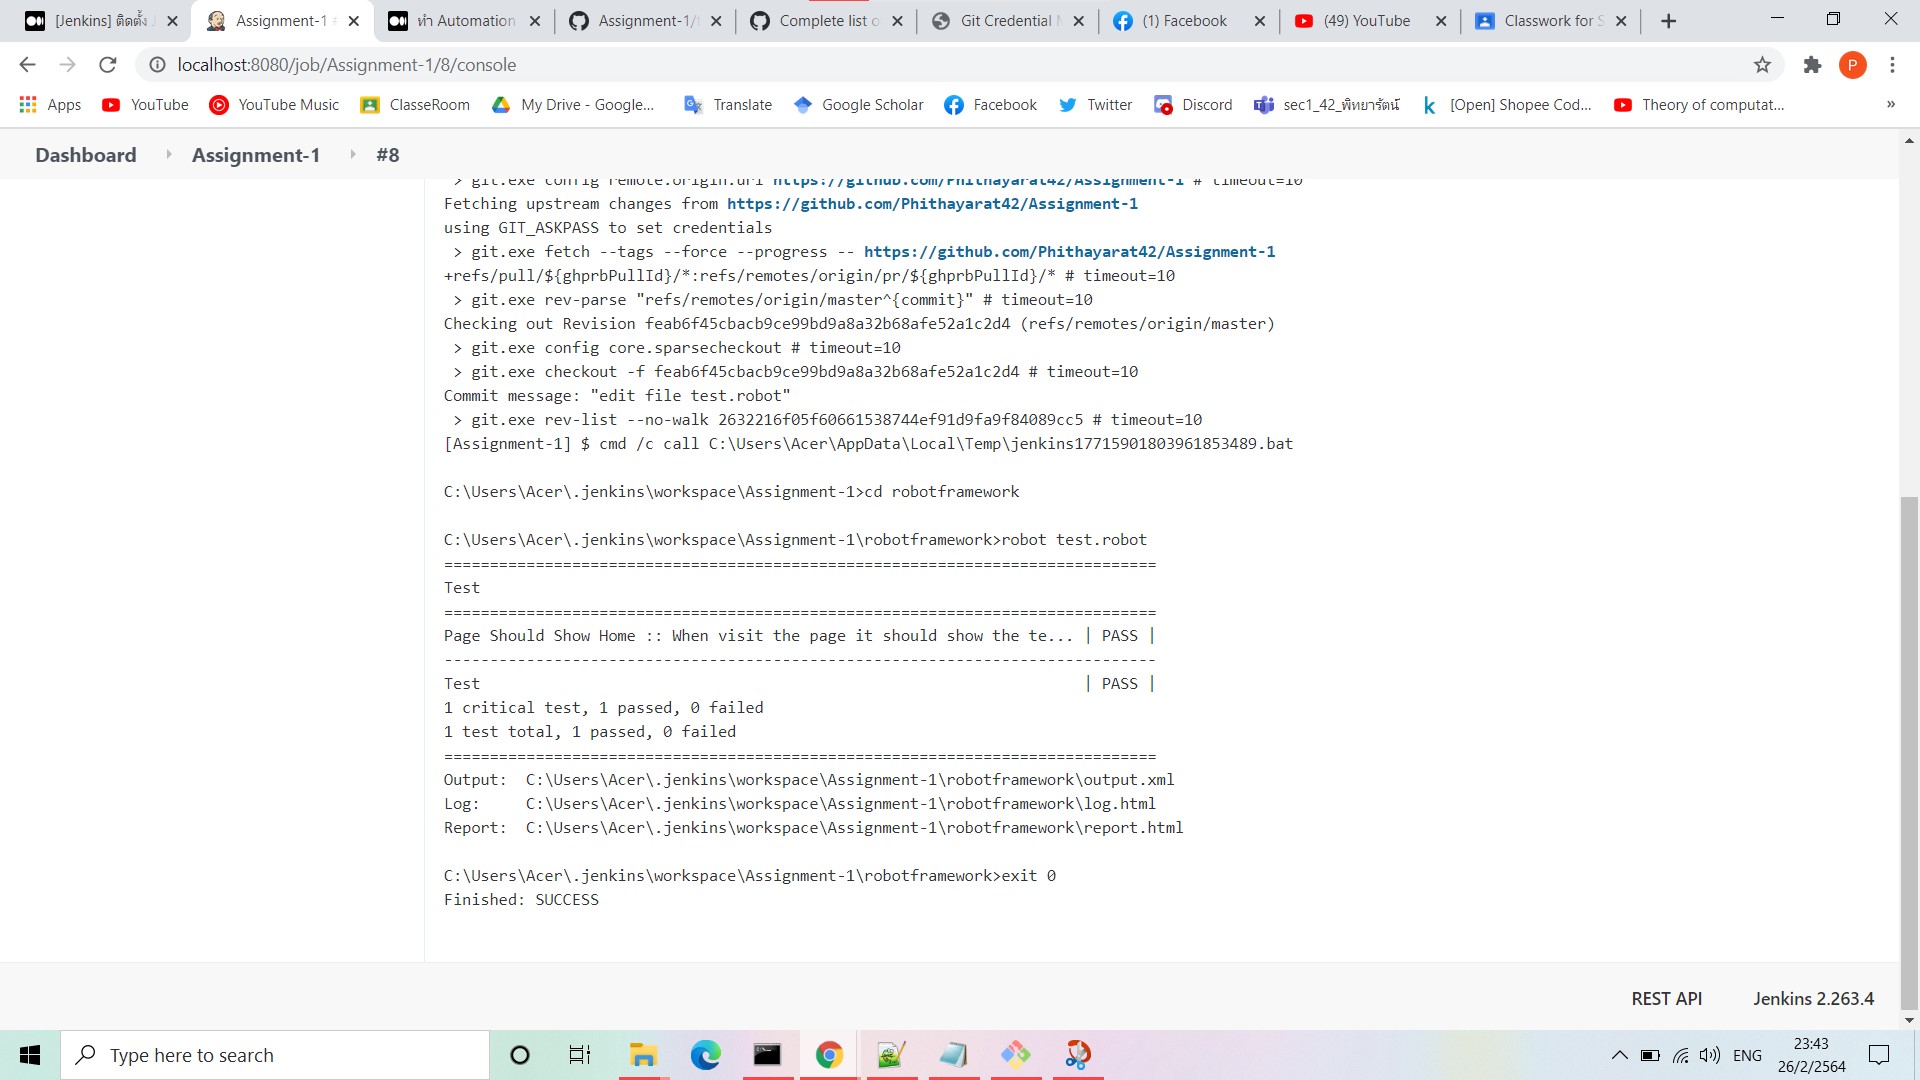 [Jenkins] ติดตั้ง J
Assignment-1 #
ทำ Automation
Assignment-1/
Complete list o
Git Credential M
(1) Facebook
(49) YouTube
Classwork for S
localhost:8080/job/Assignment-1/8/console
P
Apps
YouTube
YouTube Music
ClasseRoom
My Drive - Google...
Translate
Google Scholar
Facebook
Twitter
Discord
sec1_42_พิทยารัตน์
[Open] Shopee Cod...
Theory of computat...
»
Dashboard
Assignment-1
#8
> git.exe config remote.origin.url https://github.com/Phithayarat42/Assignment-1 # timeout=10
Fetching upstream changes from https://github.com/Phithayarat42/Assignment-1
using GIT_ASKPASS to set credentials
> git.exe fetch --tags --force --progress -- https://github.com/Phithayarat42/Assignment-1
+refs/pull/${ghprbPullId}/*:refs/remotes/origin/pr/${ghprbPullId}/* # timeout=10
> git.exe rev-parse "refs/remotes/origin/master^{commit}" # timeout=10
Checking out Revision feab6f45cbacb9ce99bd9a8a32b68afe52a1c2d4 (refs/remotes/origin/master)
> git.exe config core.sparsecheckout # timeout=10
> git.exe checkout -f feab6f45cbacb9ce99bd9a8a32b68afe52a1c2d4 # timeout=10
Commit message: "edit file test.robot"
> git.exe rev-list --no-walk 2632216f05f60661538744ef91d9fa9f84089cc5 # timeout=10
[Assignment-1] $ cmd /c call C:\Users\Acer\AppData\Local\Temp\jenkins17715901803961853489.bat
C:\Users\Acer\.jenkins\workspace\Assignment-1>cd robotframework
C:\Users\Acer\.jenkins\workspace\Assignment-1\robotframework>robot test.robot
==============================================================================
Test
==============================================================================
Page Should Show Home :: When visit the page it should show the te... | PASS |
------------------------------------------------------------------------------
Test | PASS |
1 critical test, 1 passed, 0 failed
1 test total, 1 passed, 0 failed
==============================================================================
Output: C:\Users\Acer\.jenkins\workspace\Assignment-1\robotframework\output.xml
Log: C:\Users\Acer\.jenkins\workspace\Assignment-1\robotframework\log.html
Report: C:\Users\Acer\.jenkins\workspace\Assignment-1\robotframework\report.html
C:\Users\Acer\.jenkins\workspace\Assignment-1\robotframework>exit 0
Finished: SUCCESS
REST API
Jenkins 2.263.4
Type here to search
ENG
23:43
26/2/2564